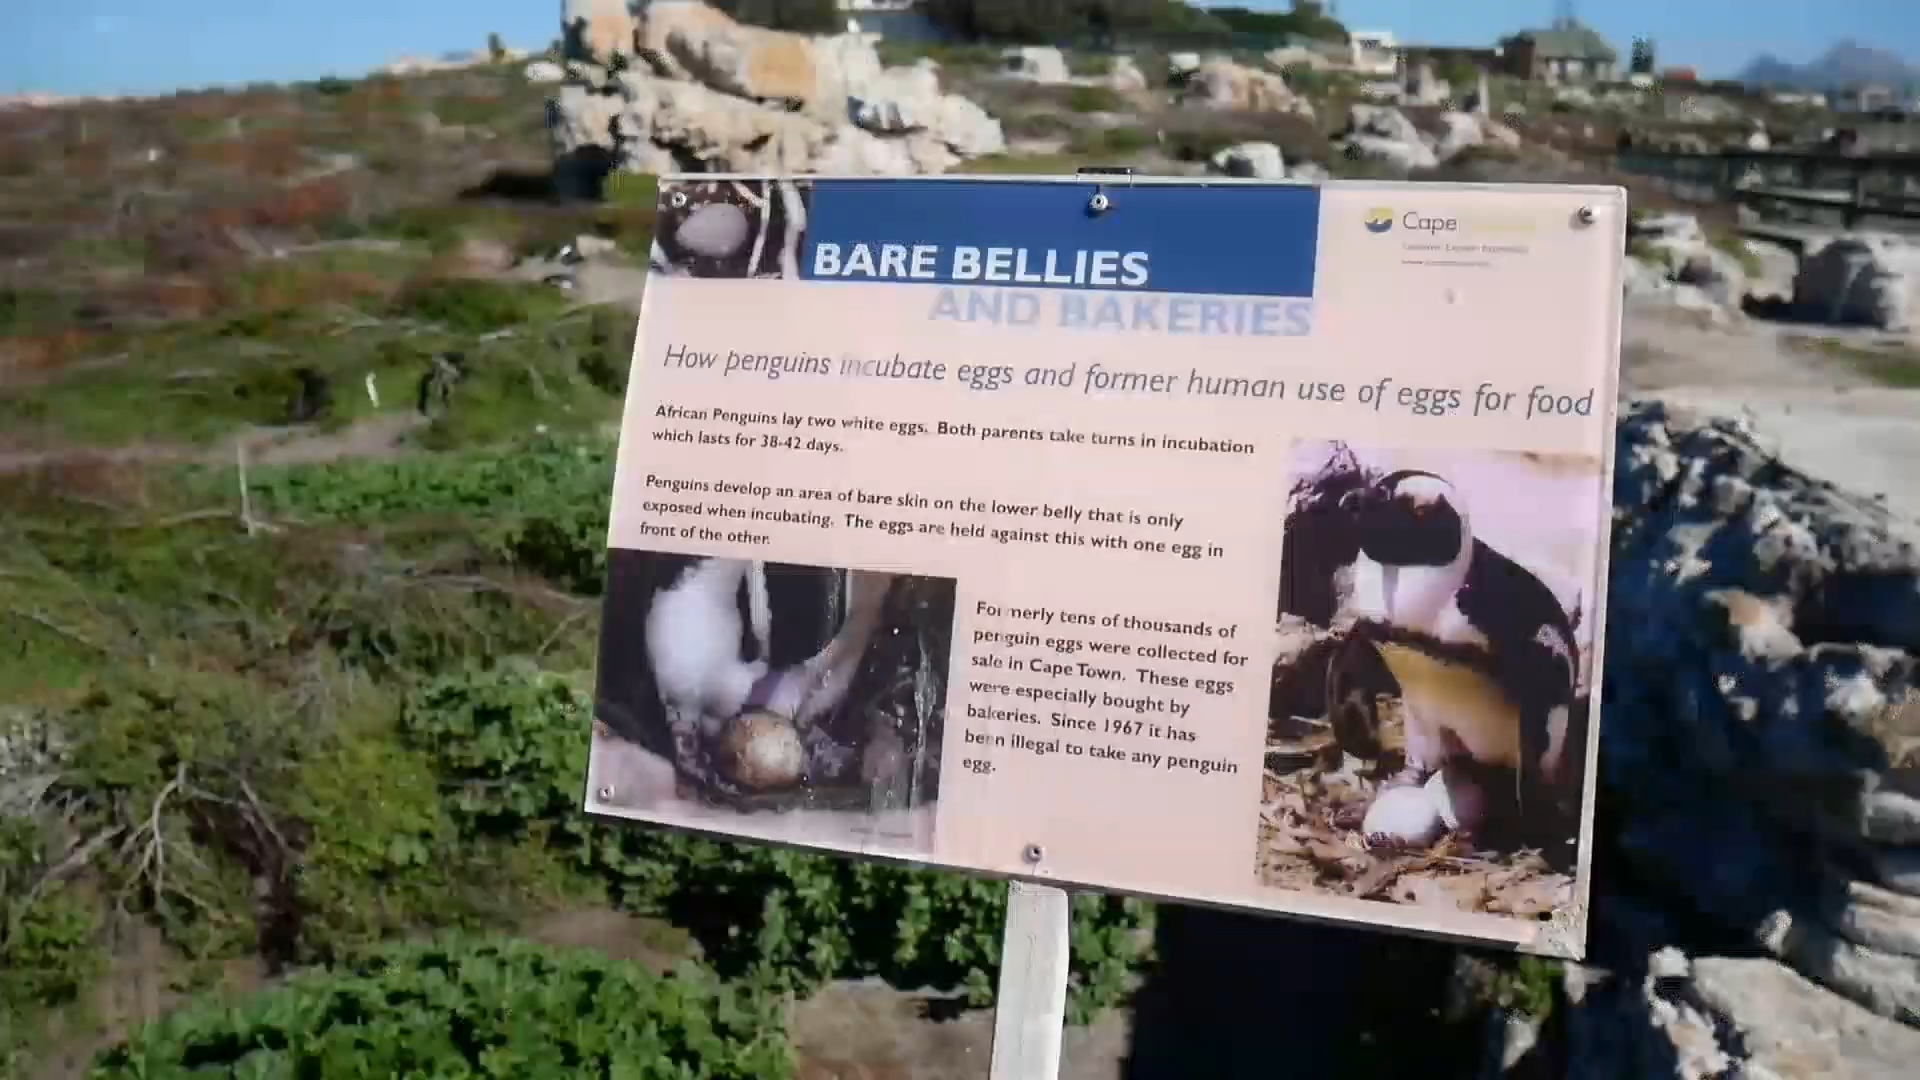 BARE BELLIES
AND BAKERIES
Cape
How penguins incubate eggs and former human use of eggs for food
African Penguins lay two white eggs. Both parents take turns in incubation
which lasts for 38-42 days.
Penguins develop an area of bare skin on the lower belly that is only
exposed when incubating. The eggs are held against this with one egg in
front of the other.
Formerly tens of thousands of
penguin eggs were collected for
sale in Cape Town. These eggs
were especially bought by
bakeries. Since 1967 it has
been illegal to take any penguin
egg.